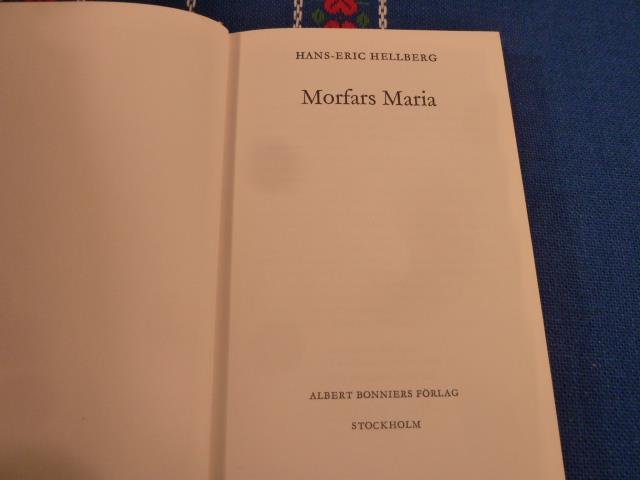 HANS-ERIC HELLBERG
Morfars Maria
ALBERT BONNIERS FÖRLAG
STOCKHOLM